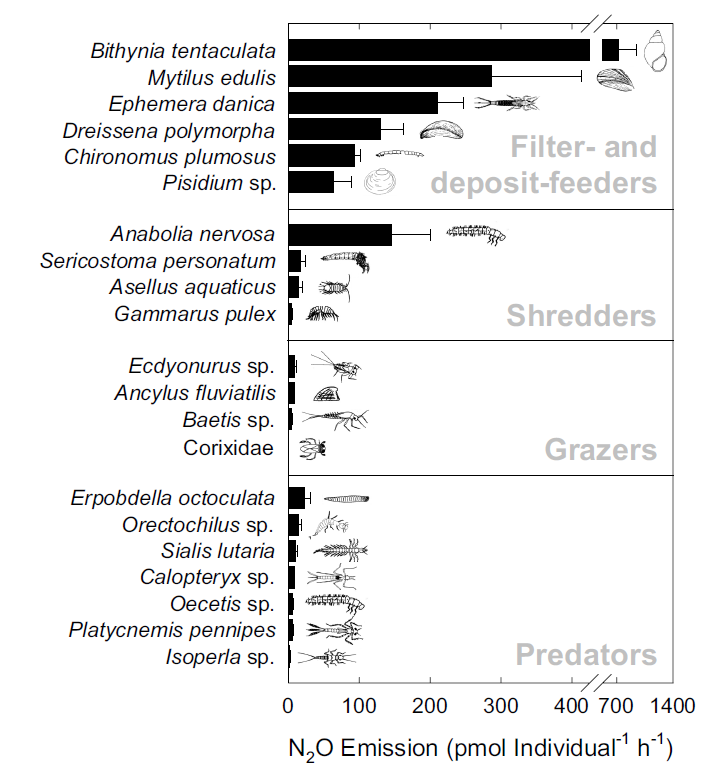 Bithynia tentaculata
Mytilus edulis
Ephemera danica
Dreissena polymorpha
Chironomus plumosus
Pisidium sp.
Filter- and
deposit-feeders
Anabolia nervosa
Sericostoma personatum
Asellus aquaticus
Gammarus pulex
Shredders
Ecdyonurus sp.
Ancylus fluviatilis
Baetis sp.
Corixidae
Grazers
Erpobdella octoculata
Orectochilus sp.
Sialis lutaria
Calopteryx sp.
Oecetis sp.
Platycnemis pennipes
Isoperla sp.
Predators
0 100 200 300 400 700 1400
N₂O Emission (pmol Individual⁻¹ h⁻¹)